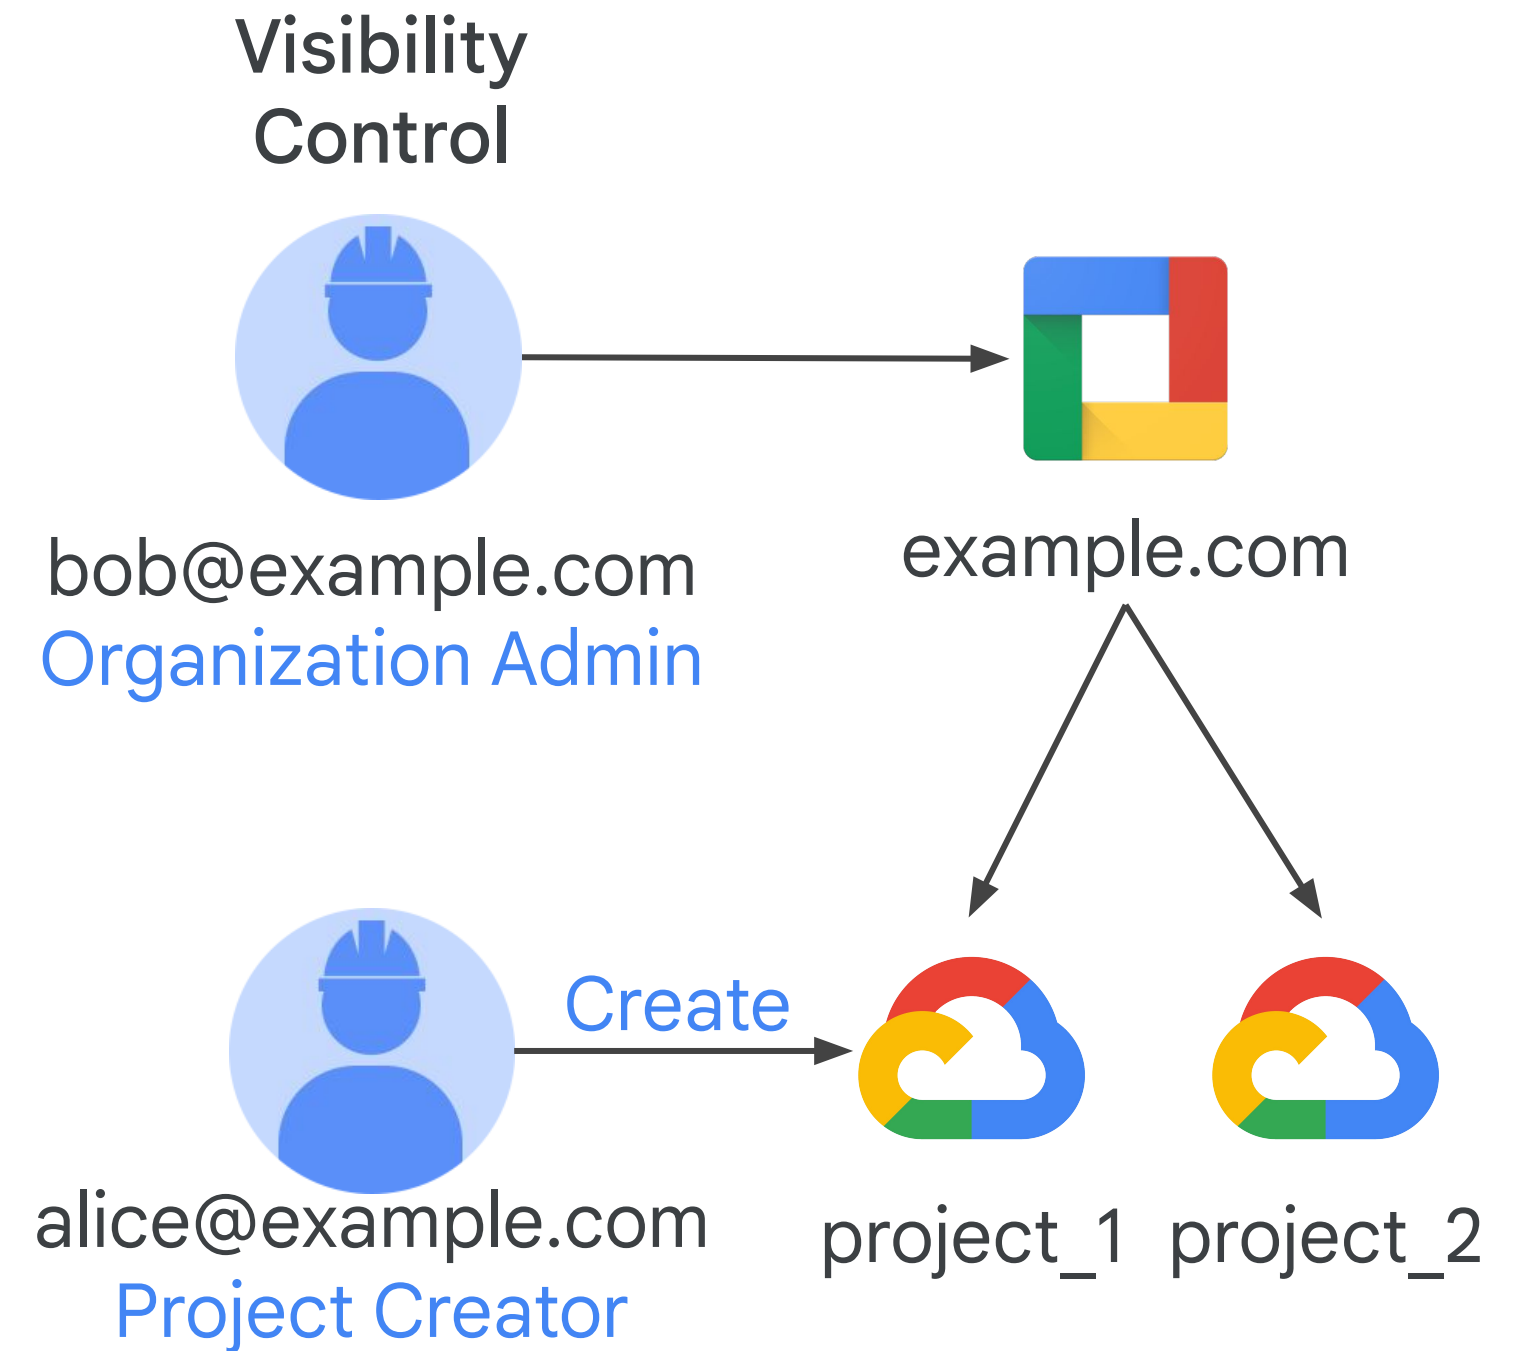 Visibility
Control
bob@example.com
Organization Admin
example.com
Create
alice@example.com
Project Creator
project_1
project_2